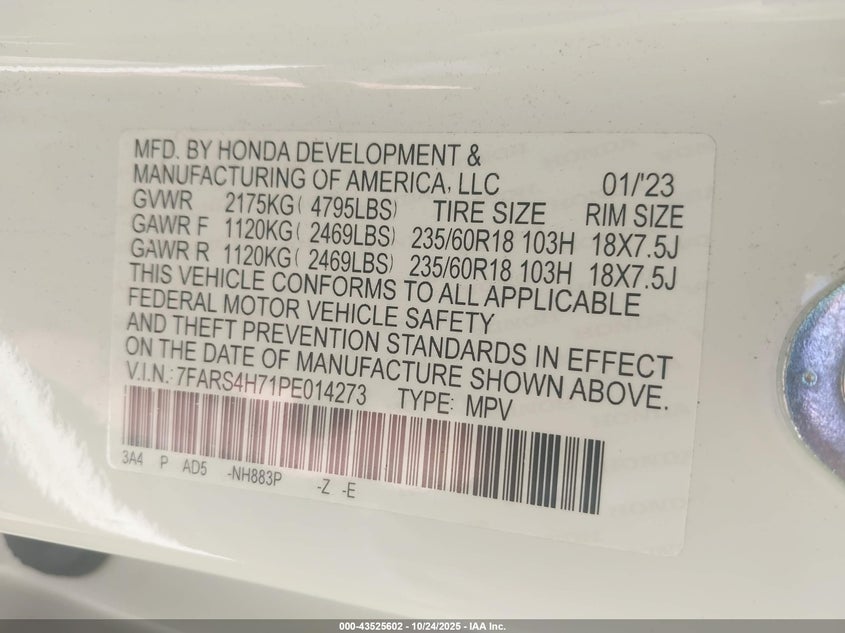 MFD. BY HONDA DEVELOPMENT &
MANUFACTURING OF AMERICA, LLC 01/'23
GVWR 2175KG( 4795LBS) TIRE SIZE RIM SIZE
GAWR F 1120KG( 2469LBS) 235/60R18 103H 18X7.5J
GAWR R 1120KG( 2469LBS) 235/60R18 103H 18X7.5J
THIS VEHICLE CONFORMS TO ALL APPLICABLE
FEDERAL MOTOR VEHICLE SAFETY
AND THEFT PREVENTION STANDARDS IN EFFECT
ON THE DATE OF MANUFACTURE SHOWN ABOVE.
V.I.N.: 7FARS4H71PE014273 TYPE: MPV
3A4 P AD5 -NH883P -Z -E
000-43525602 - 10/24/2025 - IAA Inc.